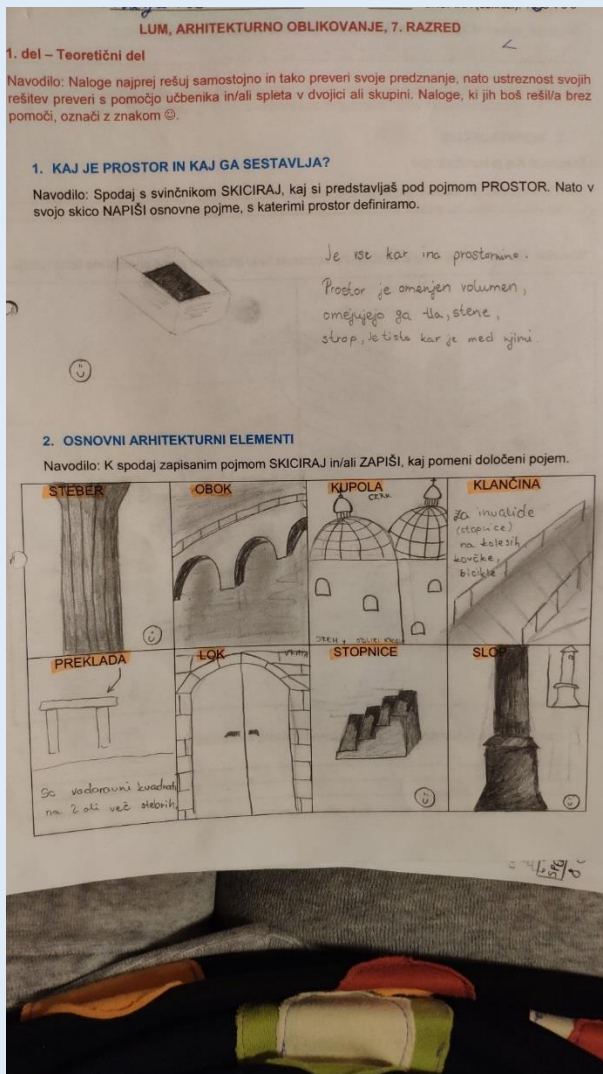 LUM, ARHITEKTURNO OBLIKOVANJE, 7. RAZRED
1. del – Teoretični del
Navodilo: Naloge najprej rešuj samostojno in tako preveri svoje predznanje, nato ustreznost svojih
rešitev preveri s pomočjo učbenika in/ali spleta v dvojici ali skupini. Naloge, ki jih boš rešil/a brez
pomoči, označi z znakom ☺.
1. KAJ JE PROSTOR IN KAJ GA SESTAVLJA?
Navodilo: Spodaj s svinčnikom SKICIRAJ, kaj si predstavljaš pod pojmom PROSTOR. Nato v
svojo skico NAPIŠI osnovne pojme, s katerimi prostor definiramo.
Je vse kar ima prostornino.
Prostor je omenjen volumen,
omejujejo ga tla, stene,
strop, Je tisto kar je med njimi
2. OSNOVNI ARHITEKTURNI ELEMENTI
Navodilo: K spodaj zapisanim pojmom SKICIRAJ in/ali ZAPIŠI, kaj pomeni določeni pojem.
STEBER
OBOK
KUPOLA
KLANČINA
za invalide
(stopnice)
na kolesih,
kovčke,
bicikle
PREKLADA
So vodoravni kvadrati
na 2 ali več stebrih
LOK
vrata
STOPNICE
SLOP